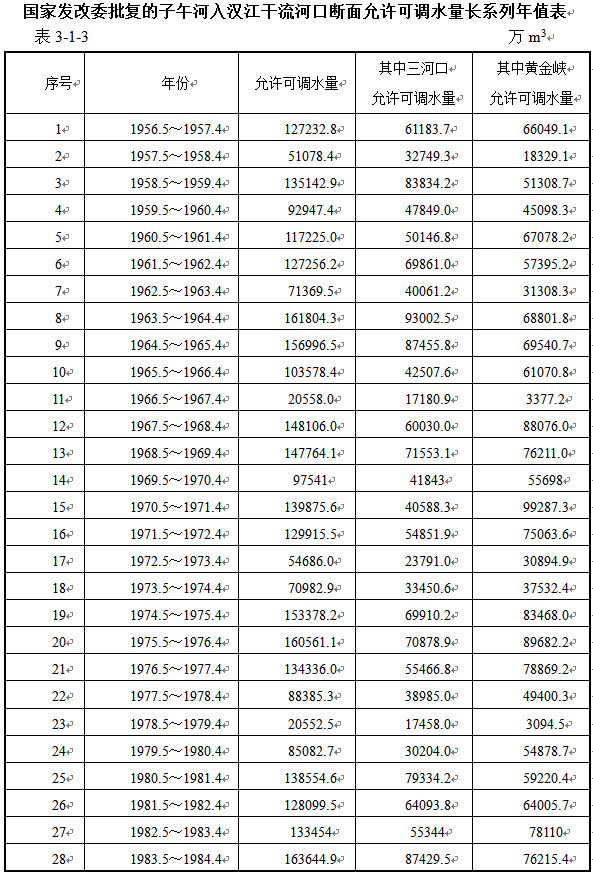 国家发改委批复的子午河入汉江干流河口断面允许可调水量长系列年值表
表 3-1-3 万 m³
序号 年份 允许可调水量 其中三河口 允许可调水量 其中黄金峡 允许可调水量
1 1956.5～1957.4 127232.8 61183.7 66049.1
2 1957.5～1958.4 51078.4 32749.3 18329.1
3 1958.5～1959.4 135142.9 83834.2 51308.7
4 1959.5～1960.4 92947.4 47849.0 45098.3
5 1960.5～1961.4 117225.0 50146.8 67078.2
6 1961.5～1962.4 127256.2 69861.0 57395.2
7 1962.5～1963.4 71369.5 40061.2 31308.3
8 1963.5～1964.4 161804.3 93002.5 68801.8
9 1964.5～1965.4 156996.5 87455.8 69540.7
10 1965.5～1966.4 103578.4 42507.6 61070.8
11 1966.5～1967.4 20558.0 17180.9 3377.2
12 1967.5～1968.4 148106.0 60030.0 88076.0
13 1968.5～1969.4 147764.1 71553.1 76211.0
14 1969.5～1970.4 97541 41843 55698
15 1970.5～1971.4 139875.6 40588.3 99287.3
16 1971.5～1972.4 129915.5 54851.9 75063.6
17 1972.5～1973.4 54686.0 23791.0 30894.9
18 1973.5～1974.4 70982.9 33450.6 37532.4
19 1974.5～1975.4 153378.2 69910.2 83468.0
20 1975.5～1976.4 160561.1 70878.9 89682.2
21 1976.5～1977.4 134336.0 55466.8 78869.2
22 1977.5～1978.4 88385.3 38985.0 49400.3
23 1978.5～1979.4 20552.5 17458.0 3094.5
24 1979.5～1980.4 85082.7 30204.0 54878.7
25 1980.5～1981.4 138554.6 79334.2 59220.4
26 1981.5～1982.4 128099.5 64093.8 64005.7
27 1982.5～1983.4 133454 55344 78110
28 1983.5～1984.4 163644.9 87429.5 76215.4